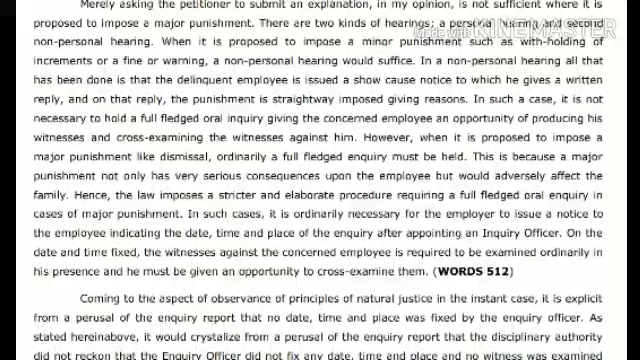 Merely asking the petitioner to submit an explanation, in my opinion, is not sufficient where it is
proposed to impose a major punishment. There are two kinds of hearings; a personal hearing and second
Made with KINEMASTER
non-personal hearing. When it is proposed to impose a minor punishment such as with-holding of
increments or a fine or warning, a non-personal hearing would suffice. In a non-personal hearing all that
has been done is that the delinquent employee is issued a show cause notice to which he gives a written
reply, and on that reply, the punishment is straightway imposed giving reasons. In such a case, it is not
necessary to hold a full fledged oral inquiry giving the concerned employee an opportunity of producing his
witnesses and cross-examining the witnesses against him. However, when it is proposed to impose a
major punishment like dismissal, ordinarily a full fledged enquiry must be held. This is because a major
punishment not only has very serious consequences upon the employee but would adversely affect the
family. Hence, the law imposes a stricter and elaborate procedure requiring a full fledged oral enquiry in
cases of major punishment. In such cases, it is ordinarily necessary for the employer to issue a notice to
the employee indicating the date, time and place of the enquiry after appointing an Inquiry Officer. On the
date and time fixed, the witnesses against the concerned employee is required to be examined ordinarily in
his presence and he must be given an opportunity to cross-examine them. (WORDS 512)
Coming to the aspect of observance of principles of natural justice in the instant case, it is explicit
from a perusal of the enquiry report that no date, time and place was fixed by the enquiry officer. As
stated hereinabove, it would crystalize from a perusal of the enquiry report that the disciplinary authority
did not reckon that the Enquiry Officer did not fix any date, time and place and no witness was examined